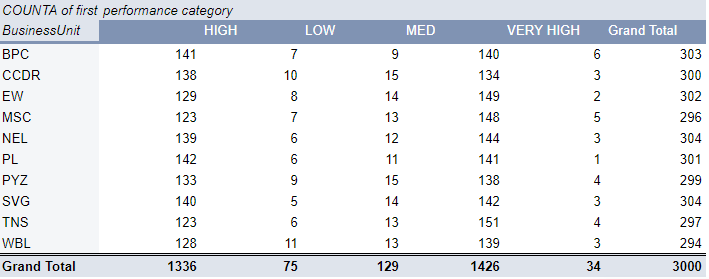 COUNTA of first performance category
BusinessUnit HIGH LOW MED VERY HIGH Grand Total
BPC 141 7 9 140 6 303
CCDR 138 10 15 134 3 300
EW 129 8 14 149 2 302
MSC 123 7 13 148 5 296
NEL 139 6 12 144 3 304
PL 142 6 11 141 1 301
PYZ 133 9 15 138 4 299
SVG 140 5 14 142 3 304
TNS 123 6 13 151 4 297
WBL 128 11 13 139 3 294
Grand Total 1336 75 129 1426 34 3000